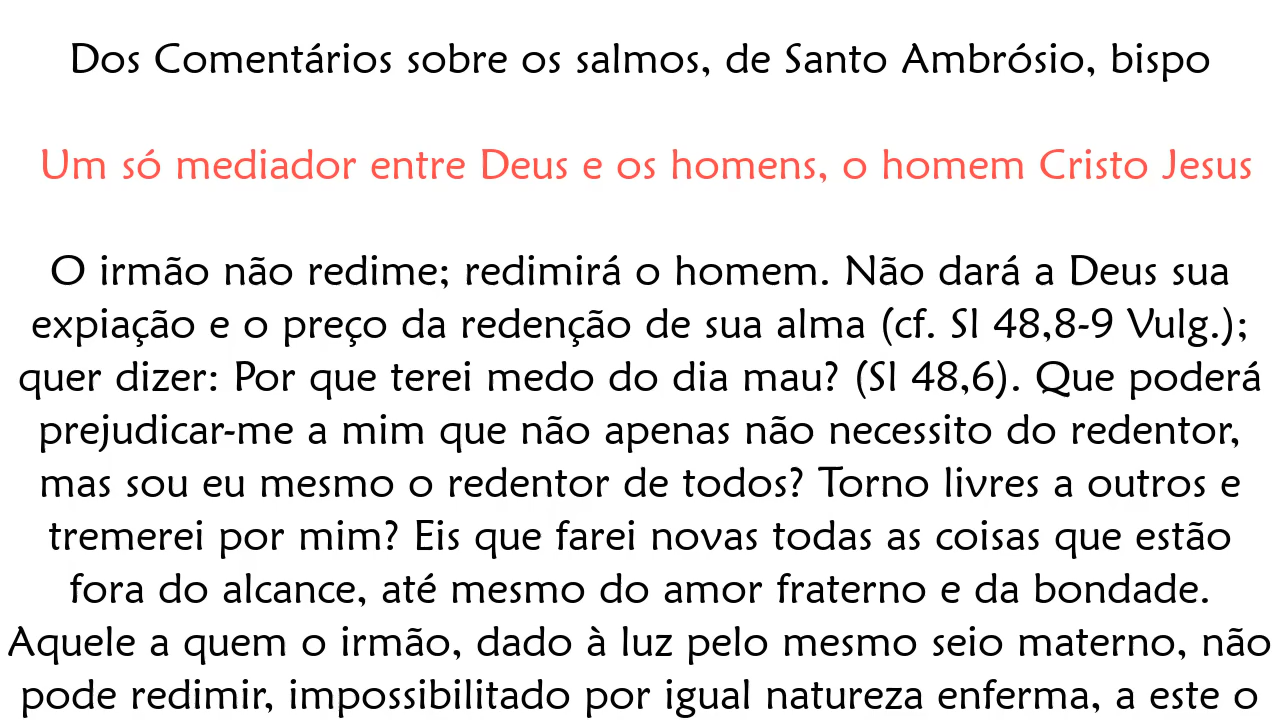 Dos Comentários sobre os salmos, de Santo Ambrósio, bispo
Um só mediador entre Deus e os homens, o homem Cristo Jesus
O irmão não redime; redimirá o homem. Não dará a Deus sua
expiação e o preço da redenção de sua alma (cf. Sl 48,8-9 Vulg.);
quer dizer: Por que terei medo do dia mau? (Sl 48,6). Que poderá
prejudicar-me a mim que não apenas não necessito do redentor,
mas sou eu mesmo o redentor de todos? Torno livres a outros e
tremerei por mim? Eis que farei novas todas as coisas que estão
fora do alcance, até mesmo do amor fraterno e da bondade.
Aquele a quem o irmão, dado à luz pelo mesmo seio materno, não
pode redimir, impossibilitado por igual natureza enferma, a este o